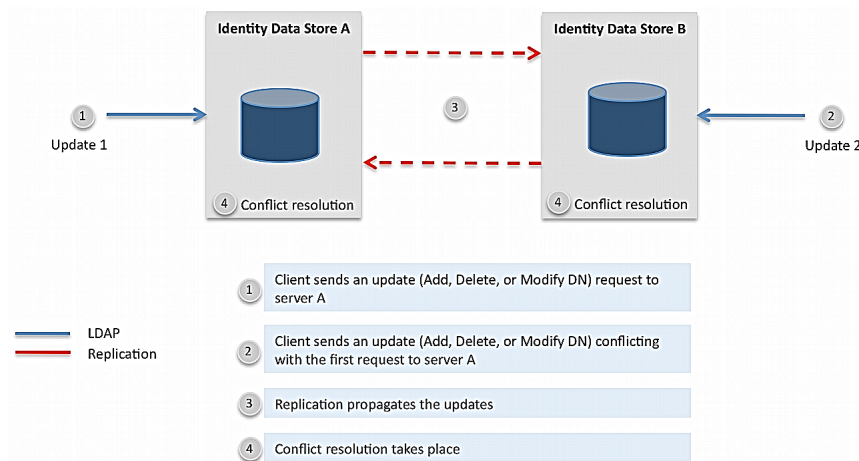 Identity Data Store A
Identity Data Store B
1
Update 1
3
2
Update 2
4 Conflict resolution
4 Conflict resolution
1 Client sends an update (Add, Delete, or Modify DN) request to
server A
LDAP
Replication
2 Client sends an update (Add, Delete, or Modify DN) conflicting
with the first request to server A
3 Replication propagates the updates
4 Conflict resolution takes place